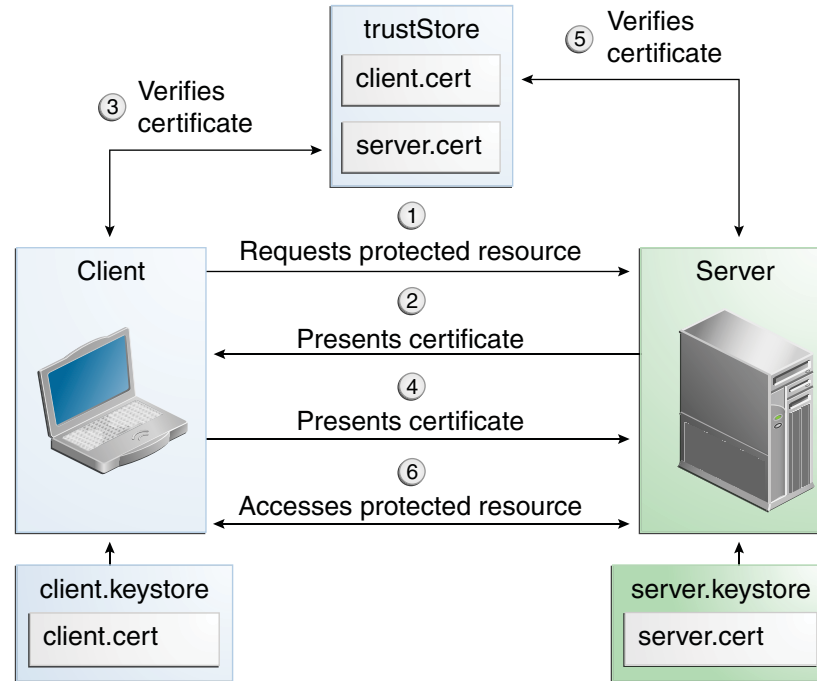 trustStore
client.cert
server.cert
3 Verifies
certificate
5 Verifies
certificate
1
Requests protected resource
2
Presents certificate
4
Presents certificate
6
Accesses protected resource
Client
Server
client.keystore
client.cert
server.keystore
server.cert